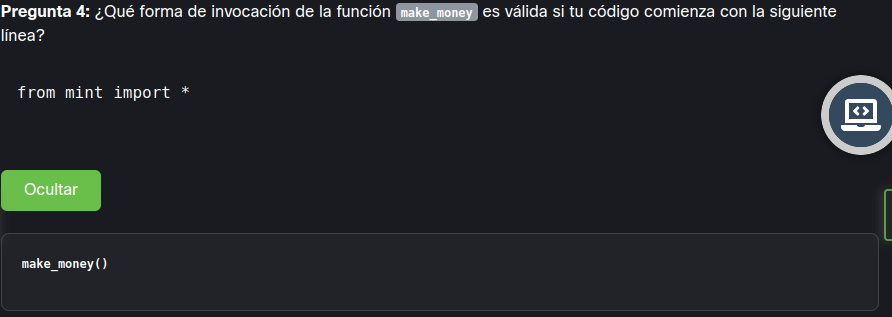 Pregunta 4: ¿Qué forma de invocación de la función make_money es válida si tu código comienza con la siguiente
línea?
from mint import *
Ocultar
make_money()